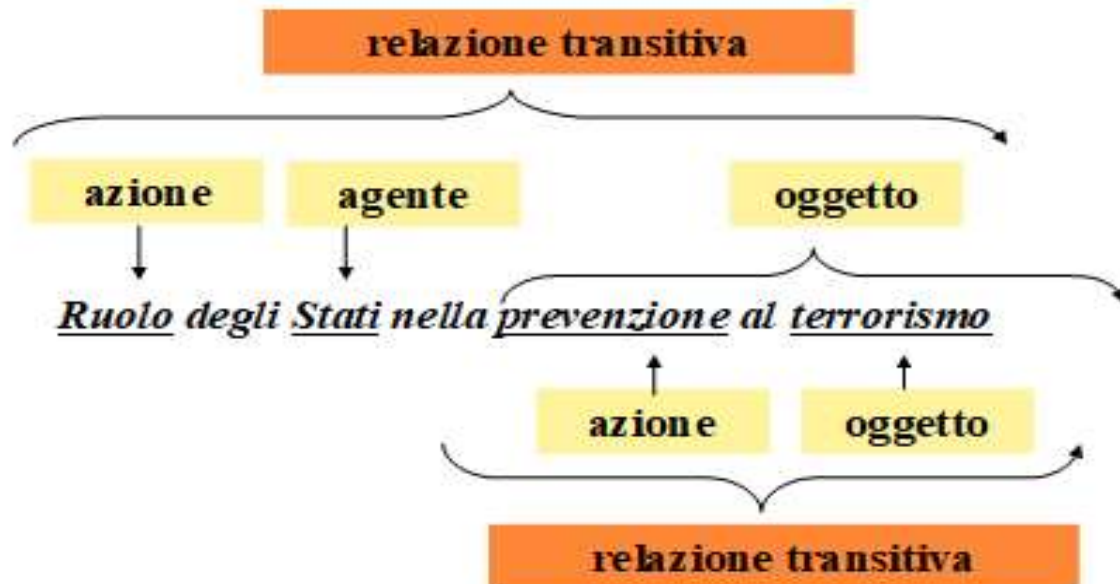 relazione transitiva
azione agente oggetto
Ruolo degli Stati nella prevenzione al terrorismo
azione oggetto
relazione transitiva